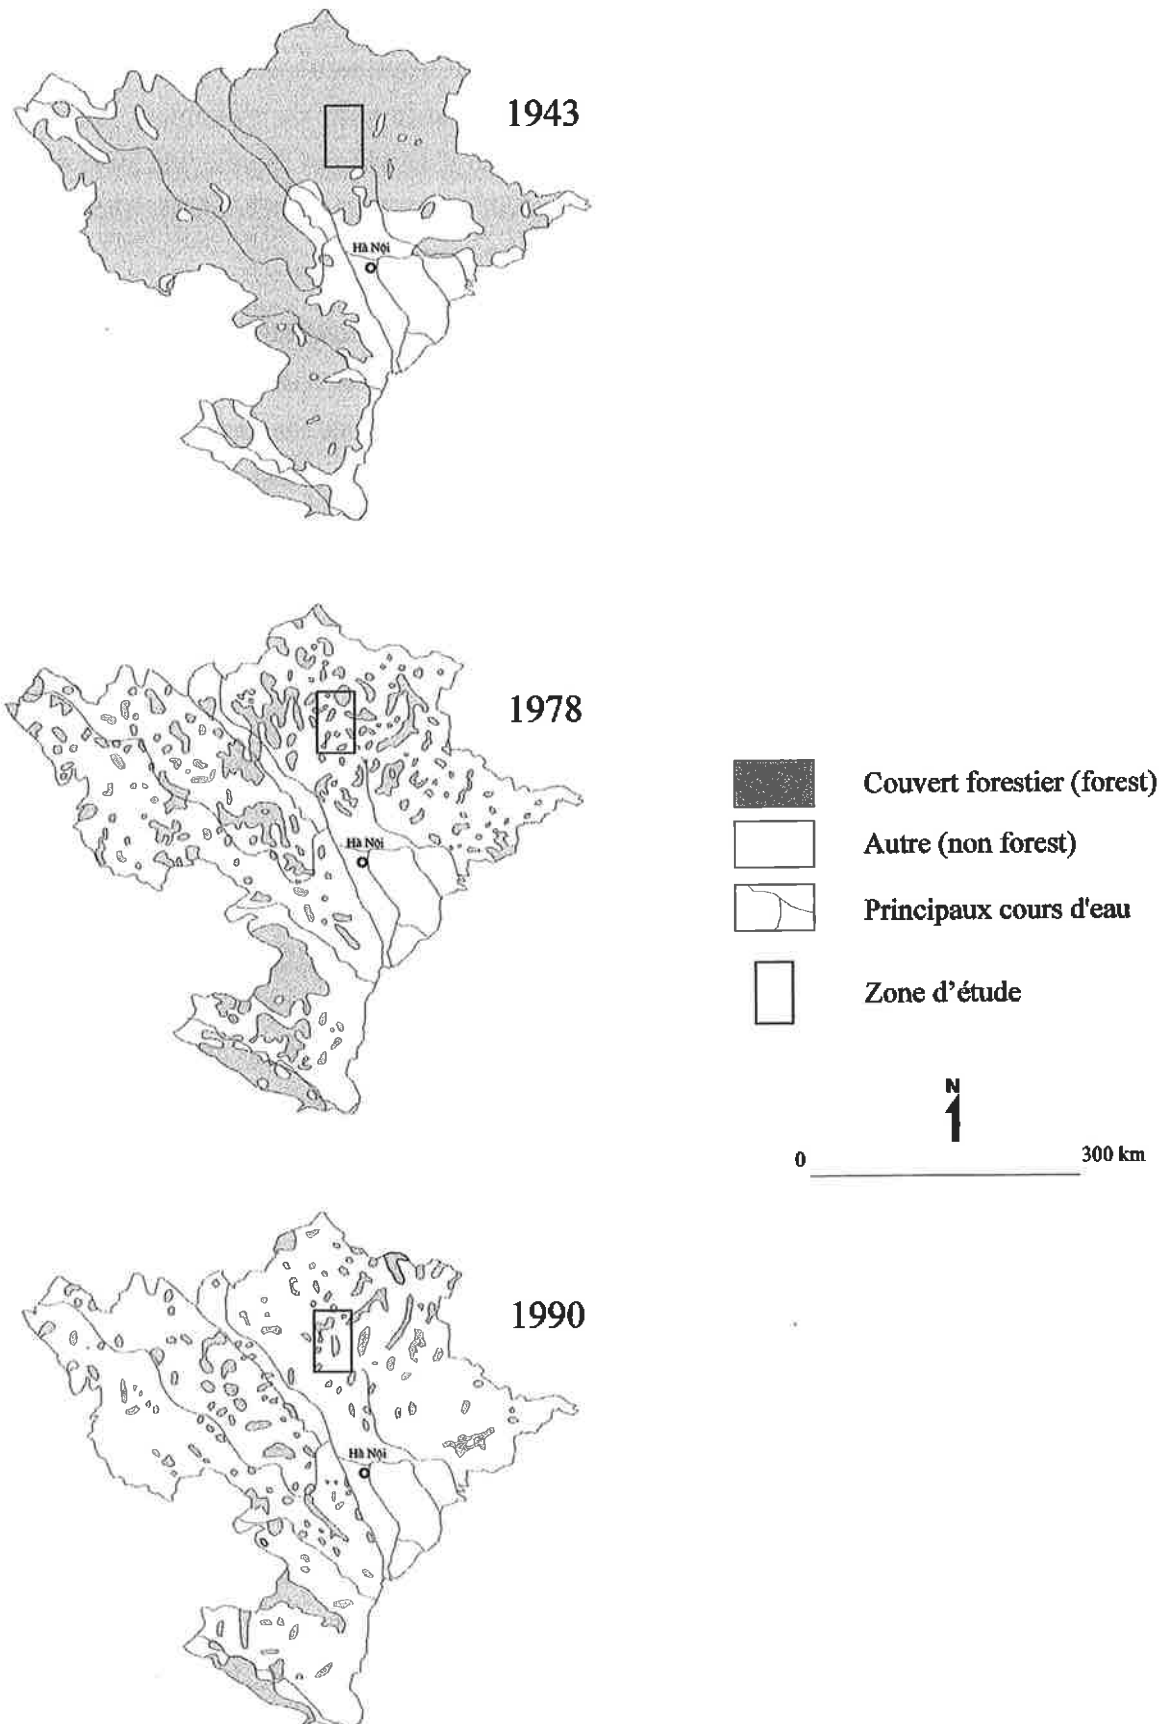 1943
Hà Nội
1978
Hà Nội
Couvert forestier (forest)
Autre (non forest)
Principaux cours d'eau
Zone d'étude
N
0 300 km
1990
Hà Nội